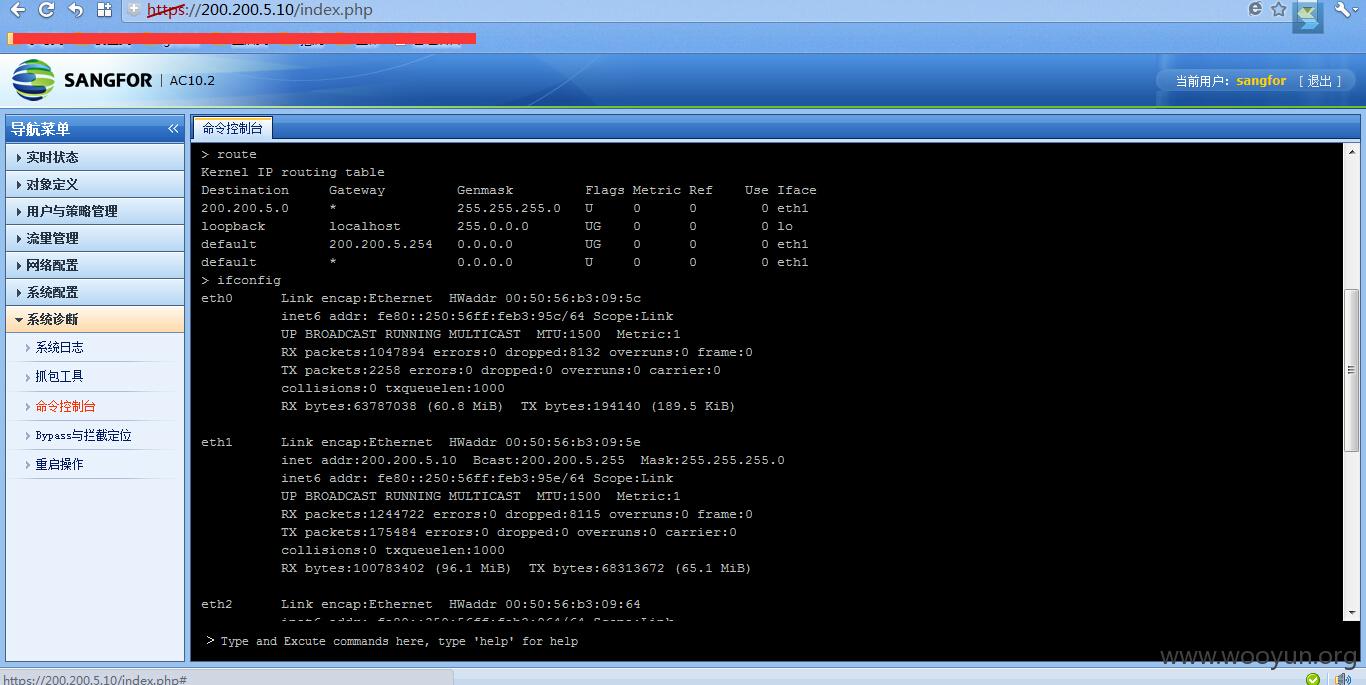 https://200.200.5.10/index.php
SANGFOR | AC10.2
当前用户: sangfor [ 退出 ]
导航菜单 «
实时状态
对象定义
用户与策略管理
流量管理
网络配置
系统配置
系统诊断
系统日志
抓包工具
命令控制台
Bypass与拦截定位
重启操作
命令控制台
> route
Kernel IP routing table
Destination Gateway Genmask Flags Metric Ref Use Iface
200.200.5.0 * 255.255.255.0 U 0 0 0 eth1
loopback localhost 255.0.0.0 UG 0 0 0 lo
default 200.200.5.254 0.0.0.0 UG 0 0 0 eth1
default * 0.0.0.0 U 0 0 0 eth1
> ifconfig
eth0 Link encap:Ethernet HWaddr 00:50:56:b3:09:5c
inet6 addr: fe80::250:56ff:feb3:95c/64 Scope:Link
UP BROADCAST RUNNING MULTICAST MTU:1500 Metric:1
RX packets:1047894 errors:0 dropped:8132 overruns:0 frame:0
TX packets:2258 errors:0 dropped:0 overruns:0 carrier:0
collisions:0 txqueuelen:1000
RX bytes:63787038 (60.8 MiB) TX bytes:194140 (189.5 KiB)
eth1 Link encap:Ethernet HWaddr 00:50:56:b3:09:5e
inet addr:200.200.5.10 Bcast:200.200.5.255 Mask:255.255.255.0
inet6 addr: fe80::250:56ff:feb3:95e/64 Scope:Link
UP BROADCAST RUNNING MULTICAST MTU:1500 Metric:1
RX packets:1244722 errors:0 dropped:8115 overruns:0 frame:0
TX packets:175484 errors:0 dropped:0 overruns:0 carrier:0
collisions:0 txqueuelen:1000
RX bytes:100783402 (96.1 MiB) TX bytes:68313672 (65.1 MiB)
eth2 Link encap:Ethernet HWaddr 00:50:56:b3:09:64
inet6 addr: fe80::250:56ff:feb3:964/64 Scope:Link
> Type and Excute commands here, type 'help' for help
www.wooyun.org
https://200.200.5.10/index.php#